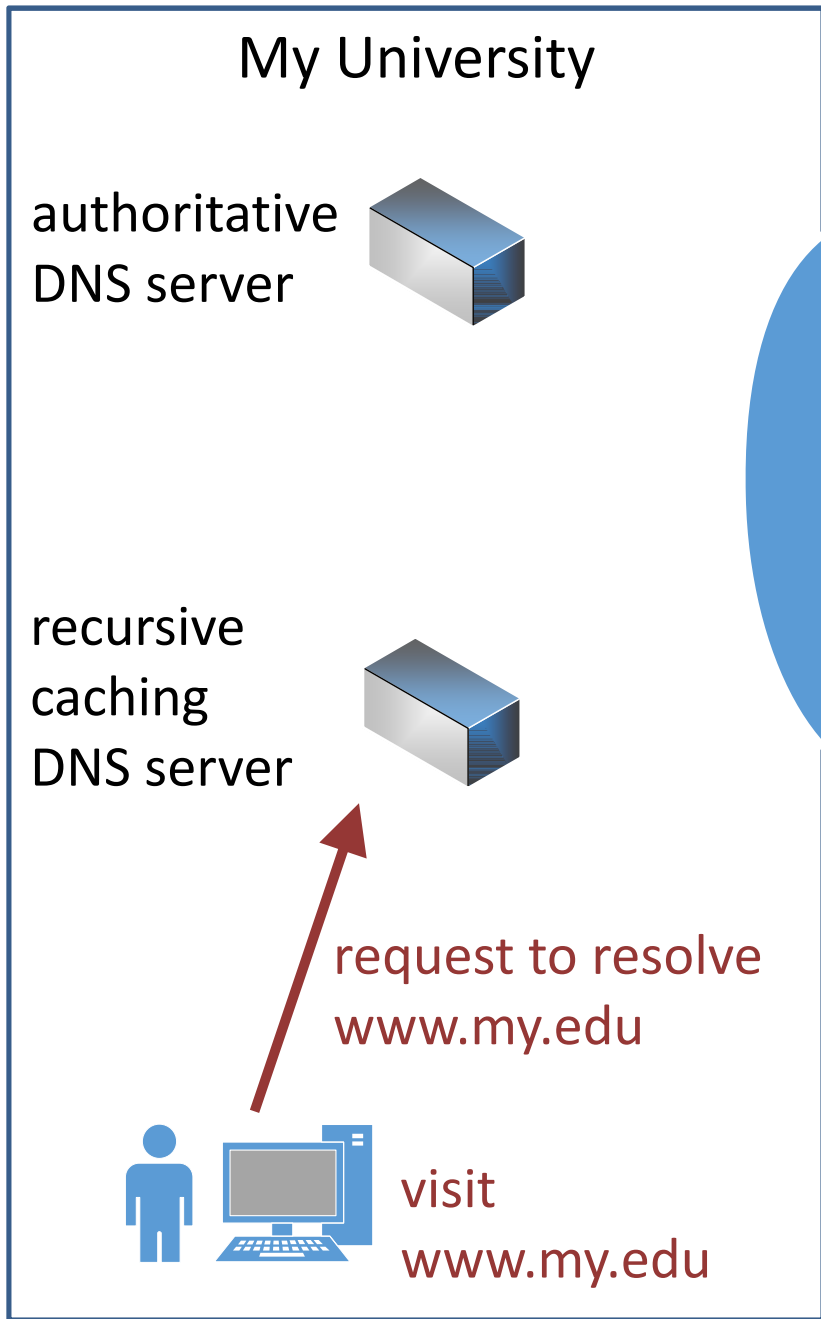 My University
authoritative
DNS server
recursive
caching
DNS server
request to resolve
www.my.edu
visit
www.my.edu